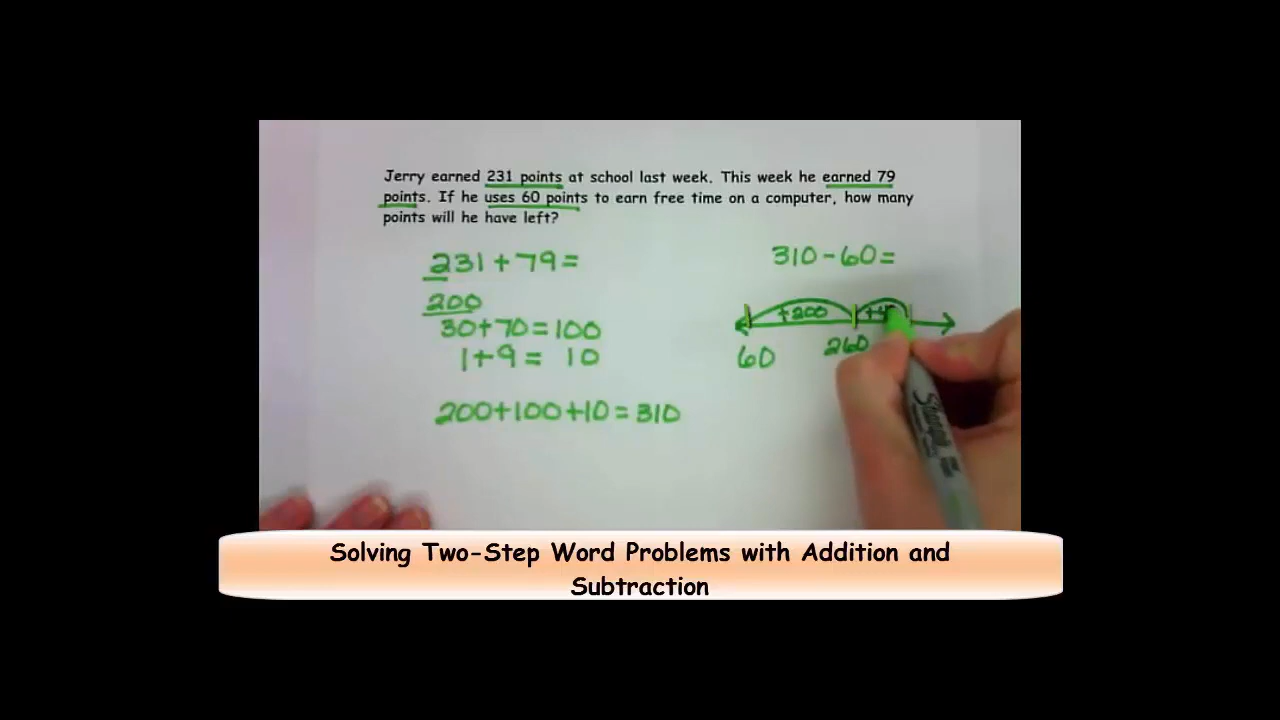 Jerry earned 231 points at school last week. This week he earned 79
points. If he uses 60 points to earn free time on a computer, how many
points will he have left?
231+79=
200
30+70=100
1+9= 10
200+100+10=310
310-60=
+200
60 260
Sharpie
Solving Two-Step Word Problems with Addition and
Subtraction